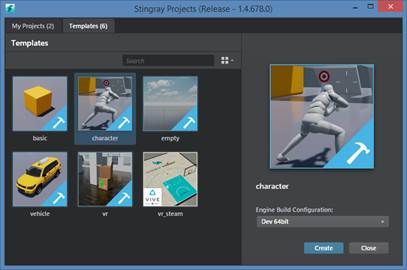 Stingray Projects (Release - 1.4.678.0)
My Projects (2)
Templates (6)
Templates
Search
basic
character
empty
vehicle
vr
VIVE
vr_steam
character
Engine Build Configuration:
Dev 64bit
Create
Close